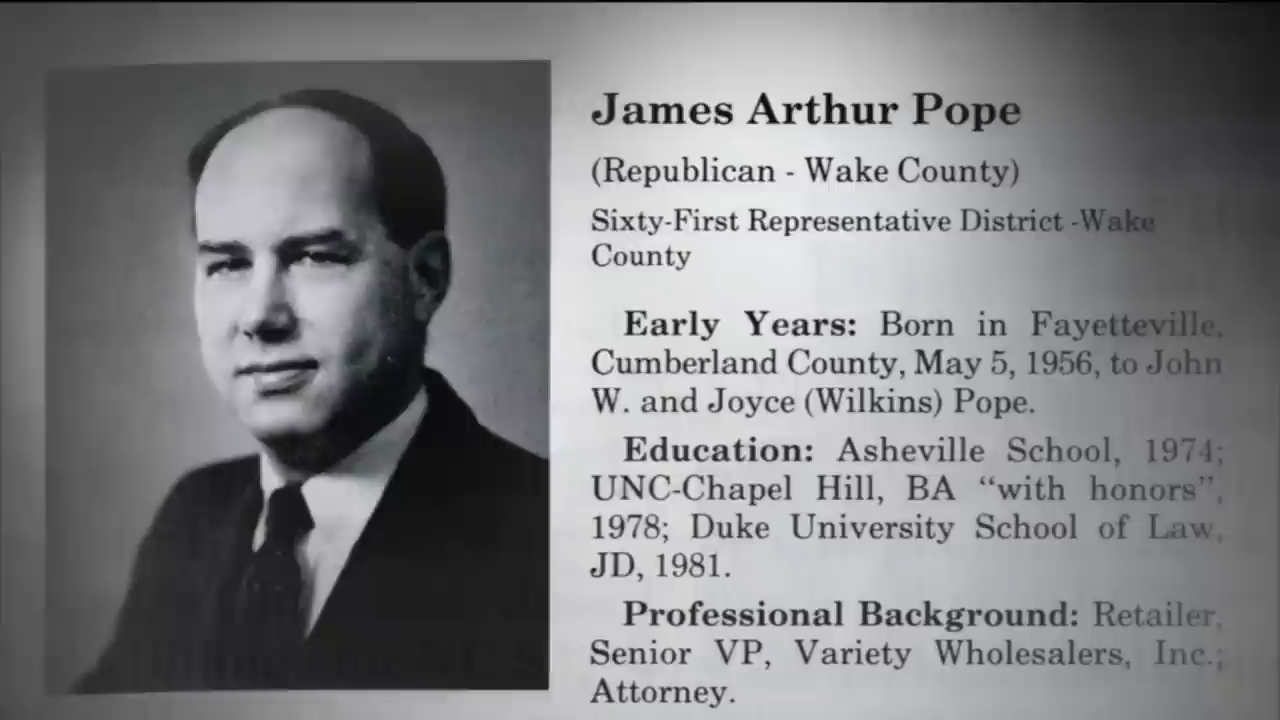 James Arthur Pope
(Republican - Wake County)
Sixty-First Representative District -Wake
County
Early Years: Born in Fayetteville,
Cumberland County, May 5, 1956, to John
W. and Joyce (Wilkins) Pope.
Education: Asheville School, 1974;
UNC-Chapel Hill, BA “with honors”,
1978; Duke University School of Law,
JD, 1981.
Professional Background: Retailer,
Senior VP, Variety Wholesalers, Inc.;
Attorney.